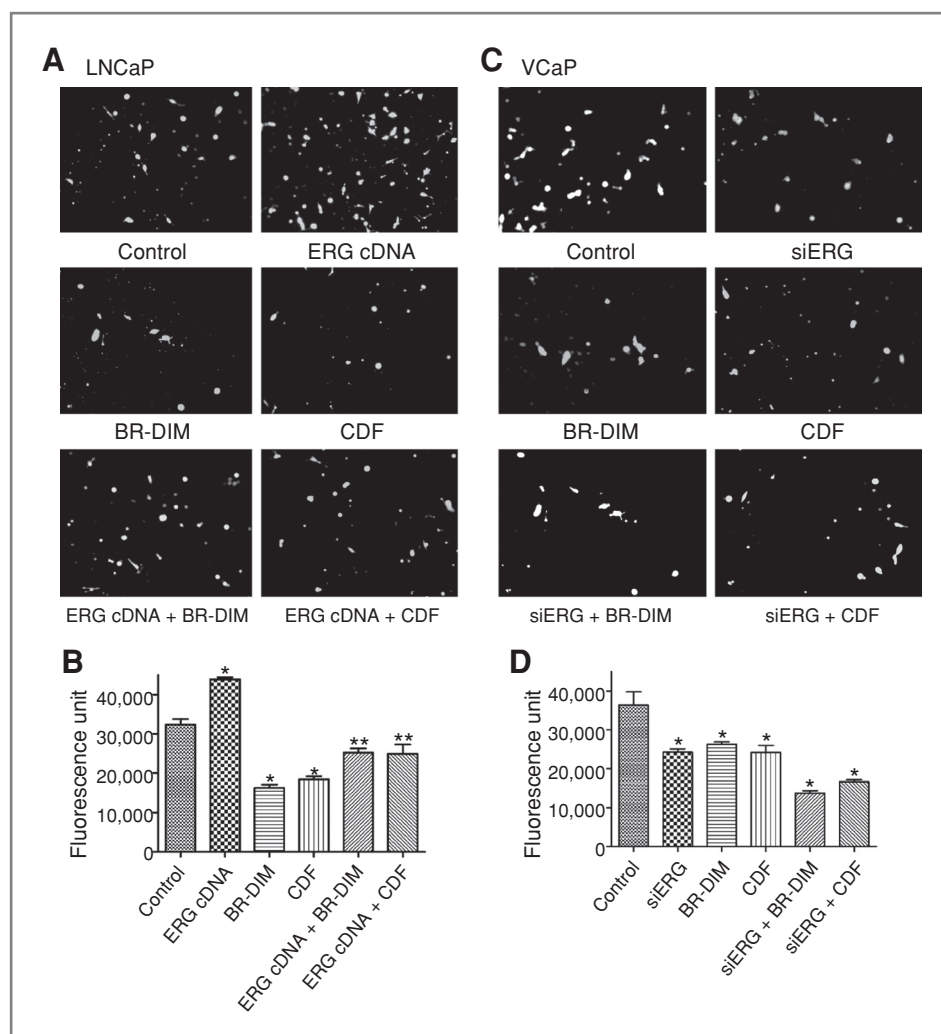 A LNCaP
Control
ERG cDNA
BR-DIM
CDF
ERG cDNA + BR-DIM
ERG cDNA + CDF
B
Fluorescence unit
40,000
30,000
20,000
10,000
0
*
*
*
**
**
Control
ERG cDNA
BR-DIM
CDF
ERG cDNA + BR-DIM
ERG cDNA + CDF
C VCaP
Control
siERG
BR-DIM
CDF
siERG + BR-DIM
siERG + CDF
D
Fluorescence unit
40,000
30,000
20,000
10,000
0
*
*
*
*
*
Control
siERG
BR-DIM
CDF
siERG + BR-DIM
siERG + CDF